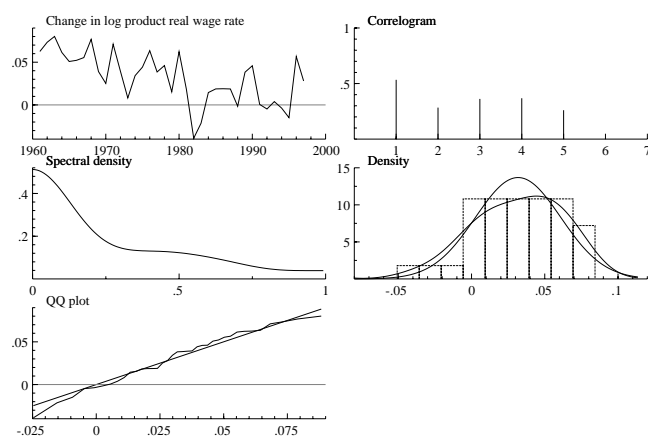 Change in log product real wage rate
.05
0
1960 1970 1980 1990 2000
Correlogram
1
.5
1 2 3 4 5 6 7
Spectral density
.4
.2
0 .5 1
Density
15
10
5
-.05 0 .05 .1
QQ plot
.05
0
-.025 0 .025 .05 .075